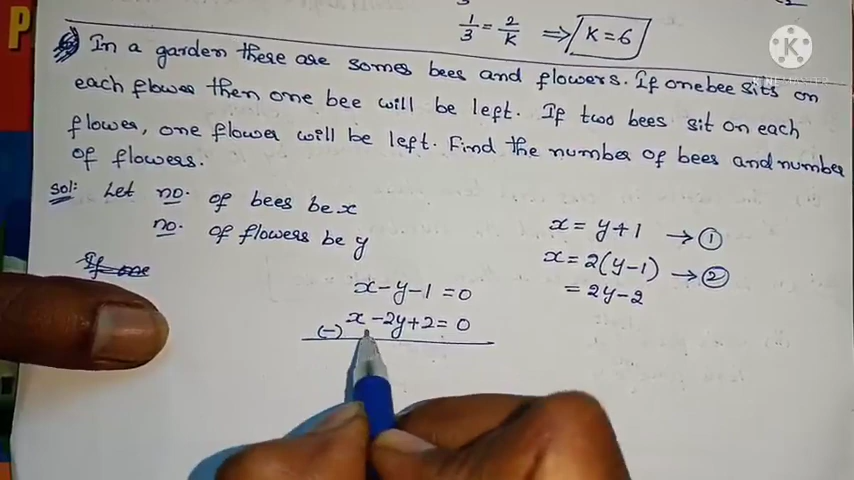 1/3 = 2/K ⇒ K = 6
KINEMASTER
In a garden there are somes bees and flowers. If one bee sits on
each flower then one bee will be left. If two bees sit on each
flower, one flower will be left. Find the number of bees and number
of flowers.
Sol: Let no. of bees be x
no. of flowers be y
x = y+1 → ①
x = 2(y-1) → ②
= 2y-2
x-y-1 = 0
(-) x-2y+2 = 0